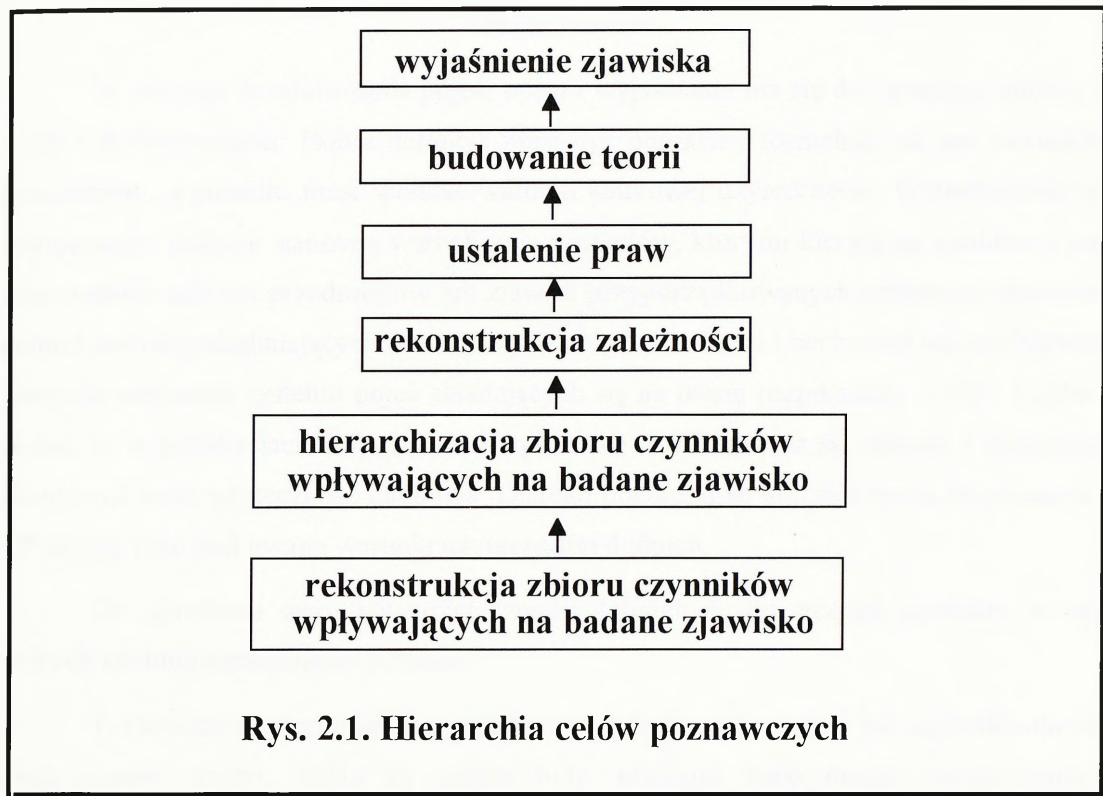 wyjaśnienie zjawiska
budowanie teorii
ustalenie praw
rekonstrukcja zależności
hierarchizacja zbioru czynników
wpływających na badane zjawisko
rekonstrukcja zbioru czynników
wpływających na badane zjawisko
Rys. 2.1. Hierarchia celów poznawczych